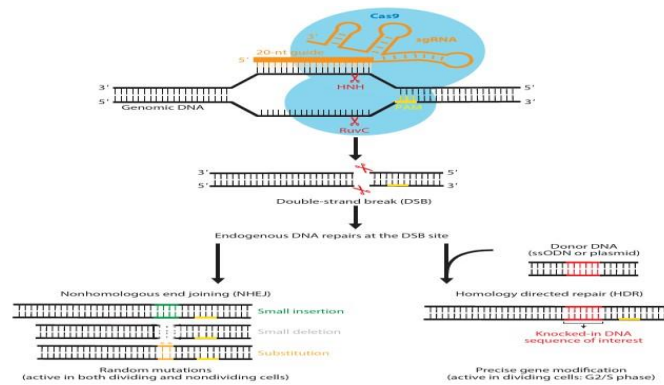 Cas9
3’
sgRNA
5’ 20-nt guide
HNH
3’ 5’
5’ 3’
PAM
Genomic DNA
RuvC
3’ 5’
5’ 3’
Double-strand break (DSB)
Endogenous DNA repairs at the DSB site
Donor DNA
(ssODN or plasmid)
Nonhomologous end joining (NHEJ)
Homology directed repair (HDR)
Small insertion
Small deletion
Substitution
Knocked-in DNA
sequence of interest
Random mutations
(active in both dividing and nondividing cells)
Precise gene modification
(active in dividing cells: G2/S phase)